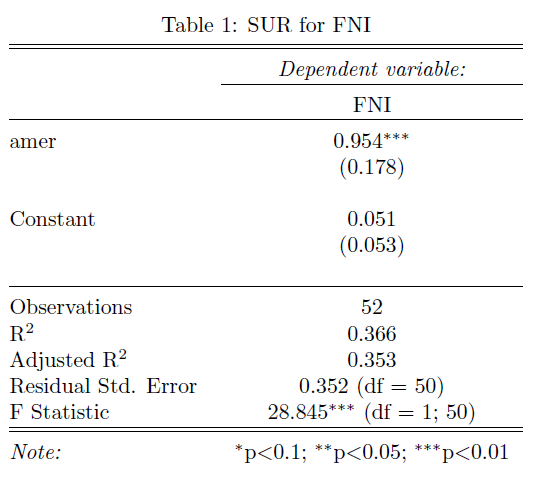 Table 1: SUR for FNI
Dependent variable:
FNI
amer 0.954***
(0.178)
Constant 0.051
(0.053)
Observations 52
R² 0.366
Adjusted R² 0.353
Residual Std. Error 0.352 (df = 50)
F Statistic 28.845*** (df = 1; 50)
Note: *p<0.1; **p<0.05; ***p<0.01